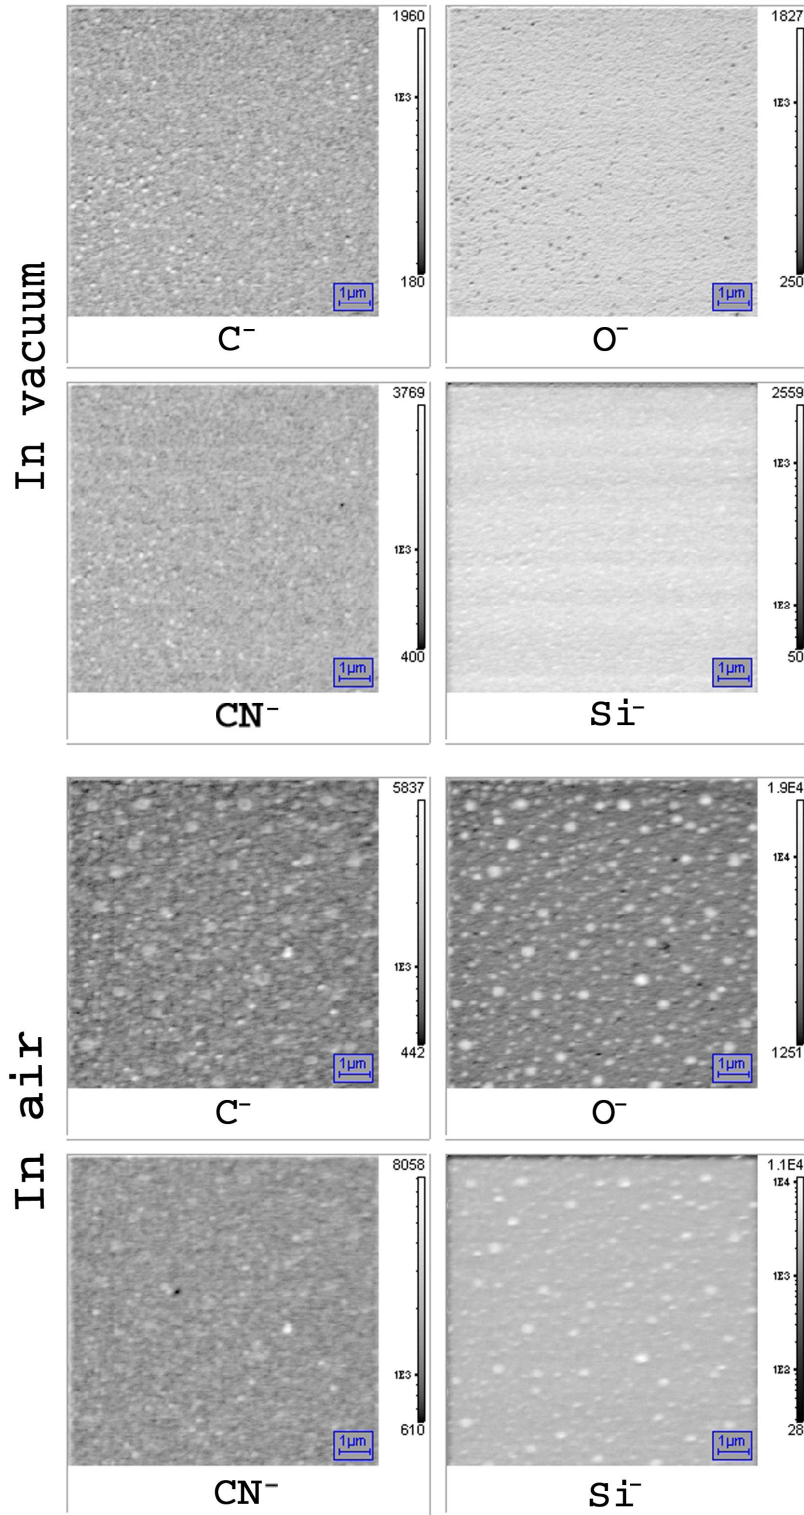 In vacuum
1960
1E3
180
1µm
C⁻
1827
1E3
250
1µm
O⁻
3769
1E3
400
1µm
CN⁻
2559
1E3
1E2
50
1µm
Si⁻
In air
5837
1E3
442
1µm
C⁻
1.9E4
1E4
1251
1µm
O⁻
8058
1E3
610
1µm
CN⁻
1.1E4
1E4
1E3
1E2
28
1µm
Si⁻